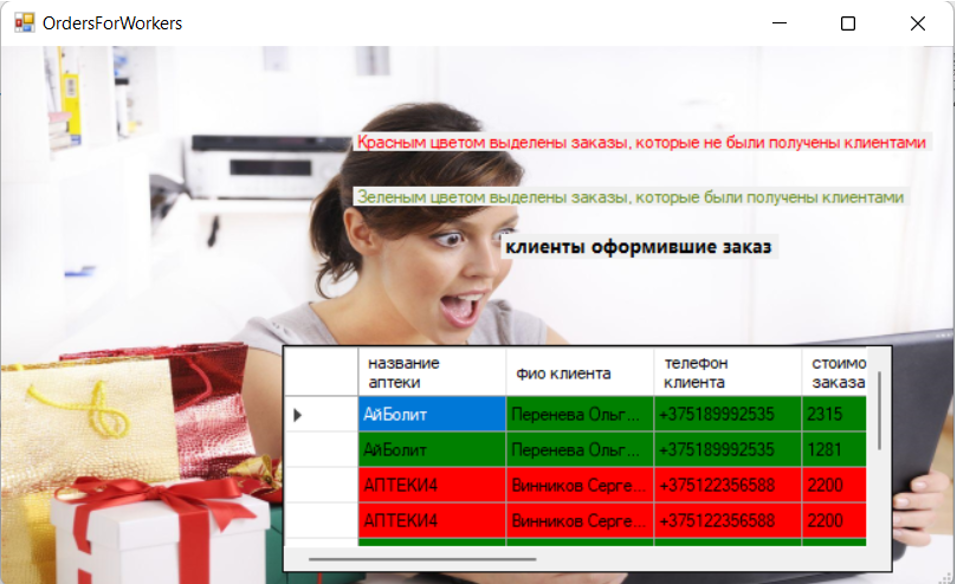 OrdersForWorkers
Красным цветом выделены заказы, которые не были получены клиентами
Зеленым цветом выделены заказы, которые были получены клиентами
клиенты оформившие заказ
название аптеки фио клиента телефон клиента стоимо заказа
АйБолит Перенева Ольг... +375189992535 2315
АйБолит Перенева Ольг... +375189992535 1281
АПТЕКИ4 Винников Серге... +375122356588 2200
АПТЕКИ4 Винников Серге... +375122356588 2200